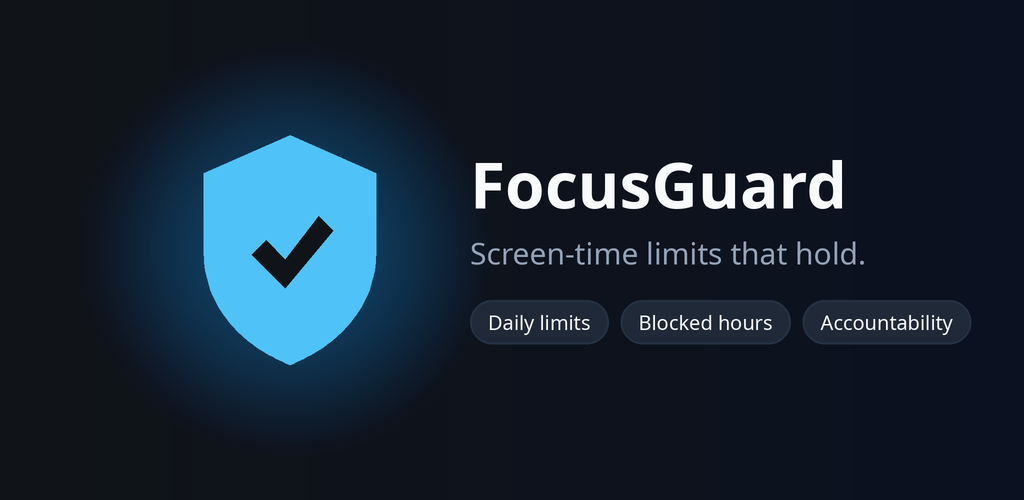 FocusGuard
Screen-time limits that hold.
Daily limits Blocked hours Accountability